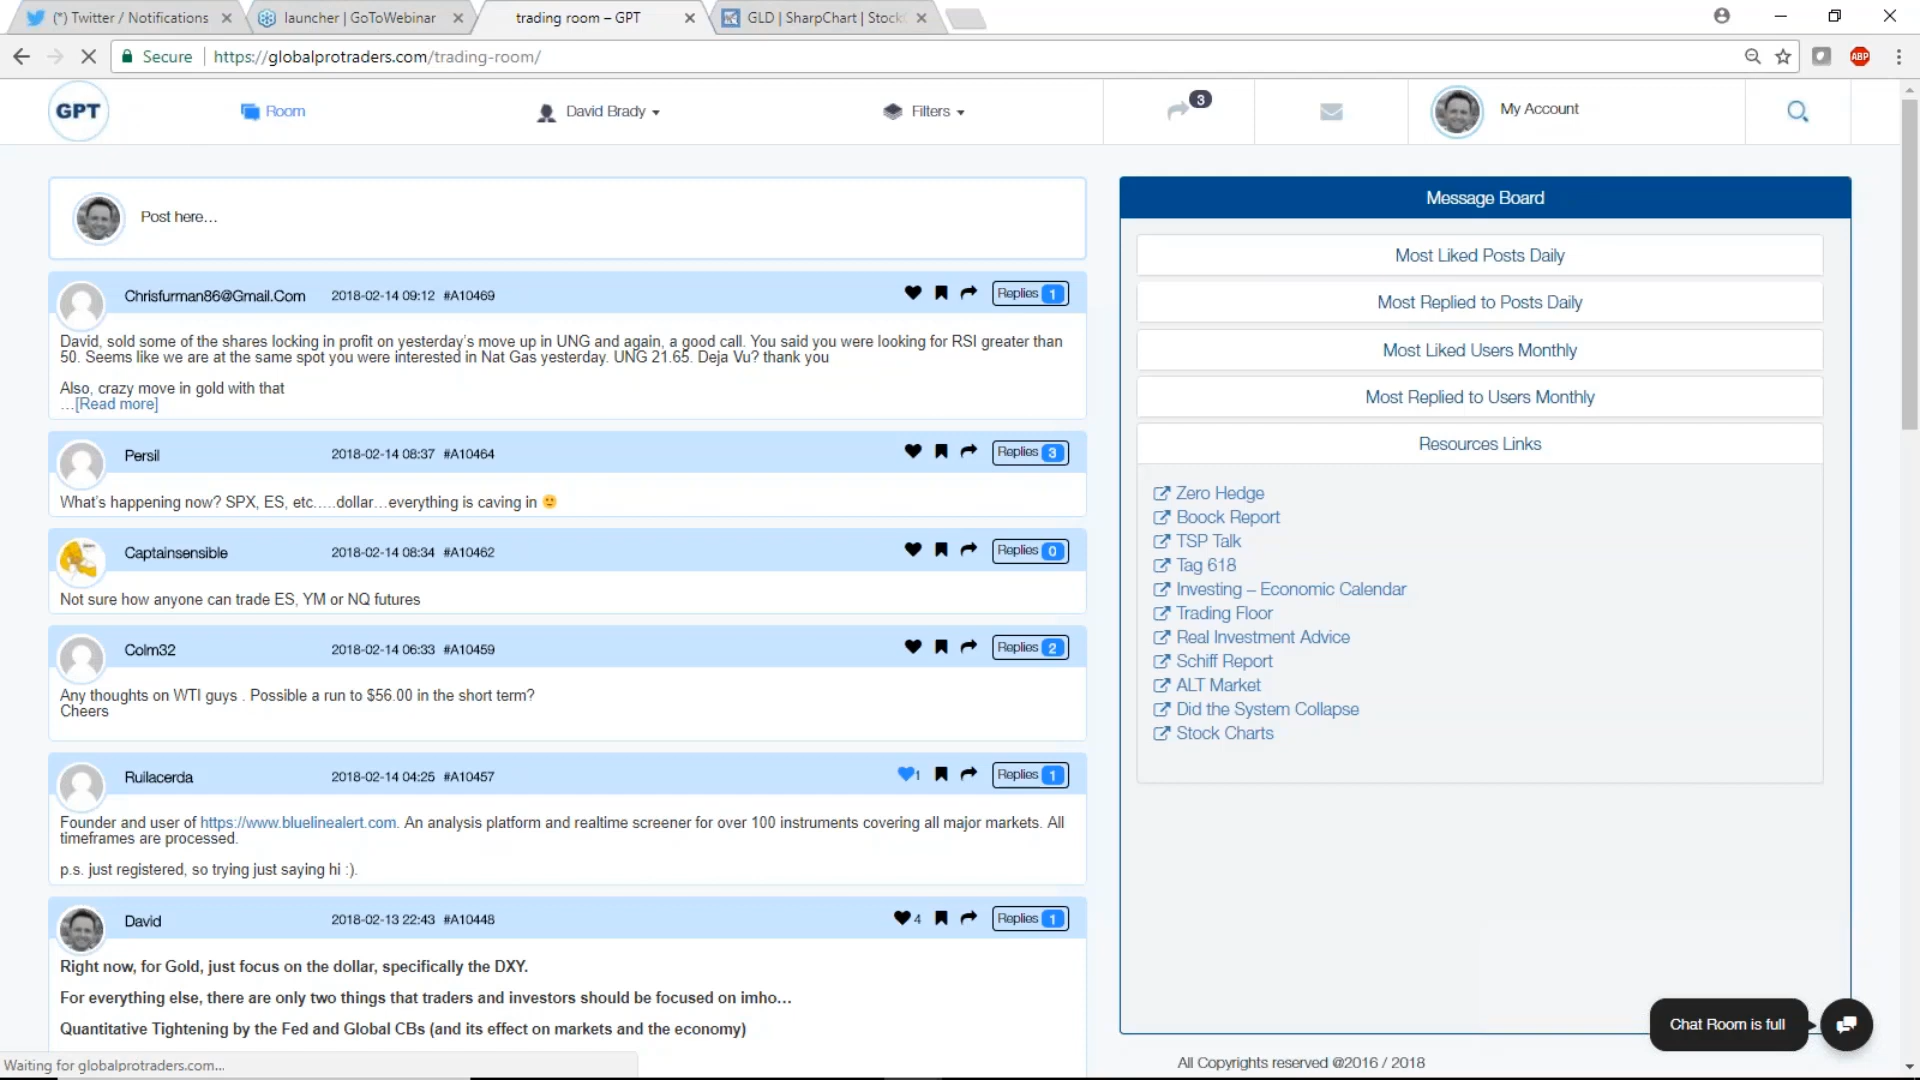 (*) Twitter / Notifications
launcher | GoToWebinar
trading room – GPT
GLD | SharpChart | Stock
Secure
https://globalprotraders.com/trading-room/
ABP
GPT
Room
David Brady
Filters
3
My Account
Post here...
Chrisfurman86@Gmail.Com 2018-02-14 09:12 #A10469
Replies 1
David, sold some of the shares locking in profit on yesterday's move up in UNG and again, a good call. You said you were looking for RSI greater than
50. Seems like we are at the same spot you were interested in Nat Gas yesterday. UNG 21.65. Deja Vu? thank you
Also, crazy move in gold with that
...[Read more]
Persil 2018-02-14 08:37 #A10464
Replies 3
What's happening now? SPX, ES, etc.....dollar...everything is caving in 🙂
Captainsensible 2018-02-14 08:34 #A10462
Replies 0
Not sure how anyone can trade ES, YM or NQ futures
Colm32 2018-02-14 06:33 #A10459
Replies 2
Any thoughts on WTI guys . Possible a run to $56.00 in the short term?
Cheers
Ruilacerda 2018-02-14 04:25 #A10457
1
Replies 1
Founder and user of https://www.bluelinealert.com. An analysis platform and realtime screener for over 100 instruments covering all major markets. All
timeframes are processed.
p.s. just registered, so trying just saying hi :).
David 2018-02-13 22:43 #A10448
4
Replies 1
Right now, for Gold, just focus on the dollar, specifically the DXY.
For everything else, there are only two things that traders and investors should be focused on imho...
Quantitative Tightening by the Fed and Global CBs (and its effect on markets and the economy)
Waiting for globalprotraders.com...
Message Board
Most Liked Posts Daily
Most Replied to Posts Daily
Most Liked Users Monthly
Most Replied to Users Monthly
Resources Links
Zero Hedge
Boock Report
TSP Talk
Tag 618
Investing – Economic Calendar
Trading Floor
Real Investment Advice
Schiff Report
ALT Market
Did the System Collapse
Stock Charts
Chat Room is full
All Copyrights reserved @2016 / 2018